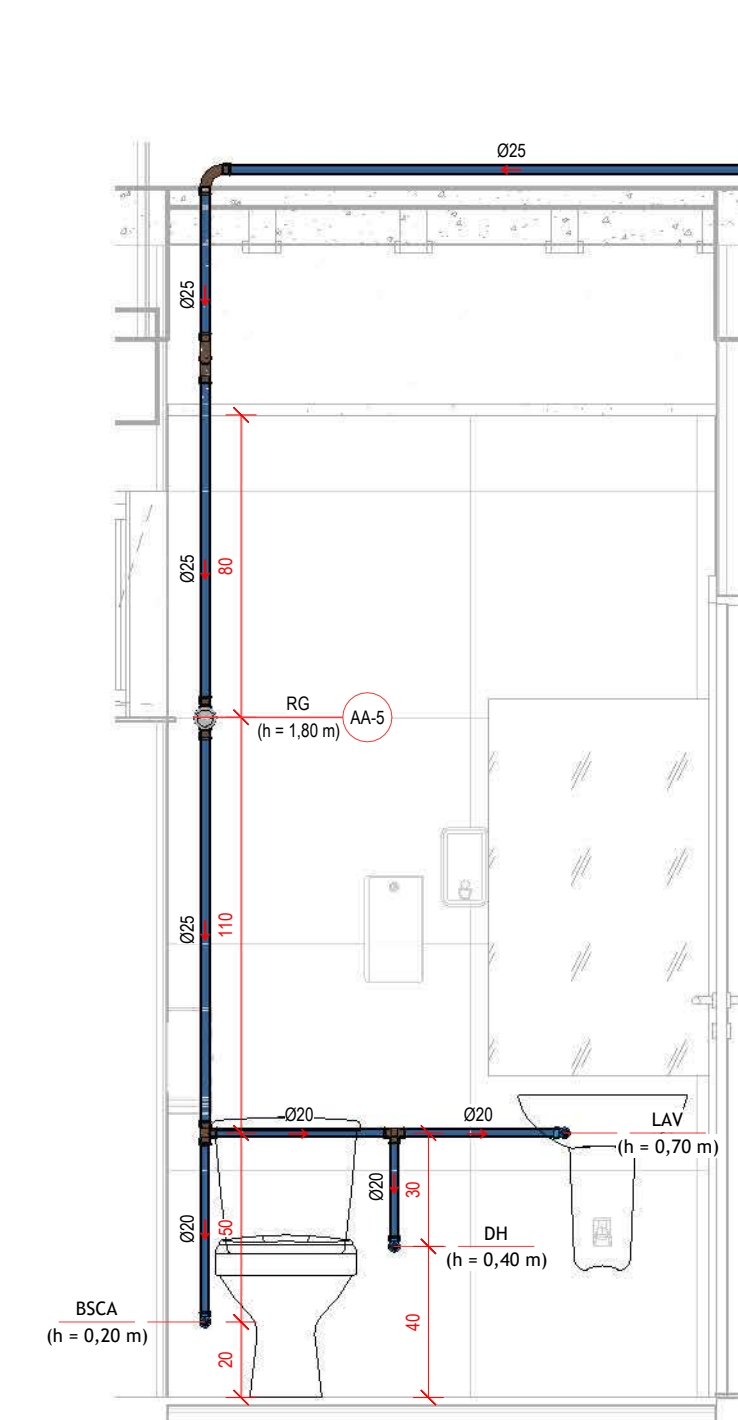 Ø25
Ø25
Ø25
80
RG
(h = 1,80 m)
AA-5
Ø25
110
Ø20
Ø20
LAV
(h = 0,70 m)
Ø20
30
Ø20
50
DH
(h = 0,40 m)
BSCA
(h = 0,20 m)
40
20